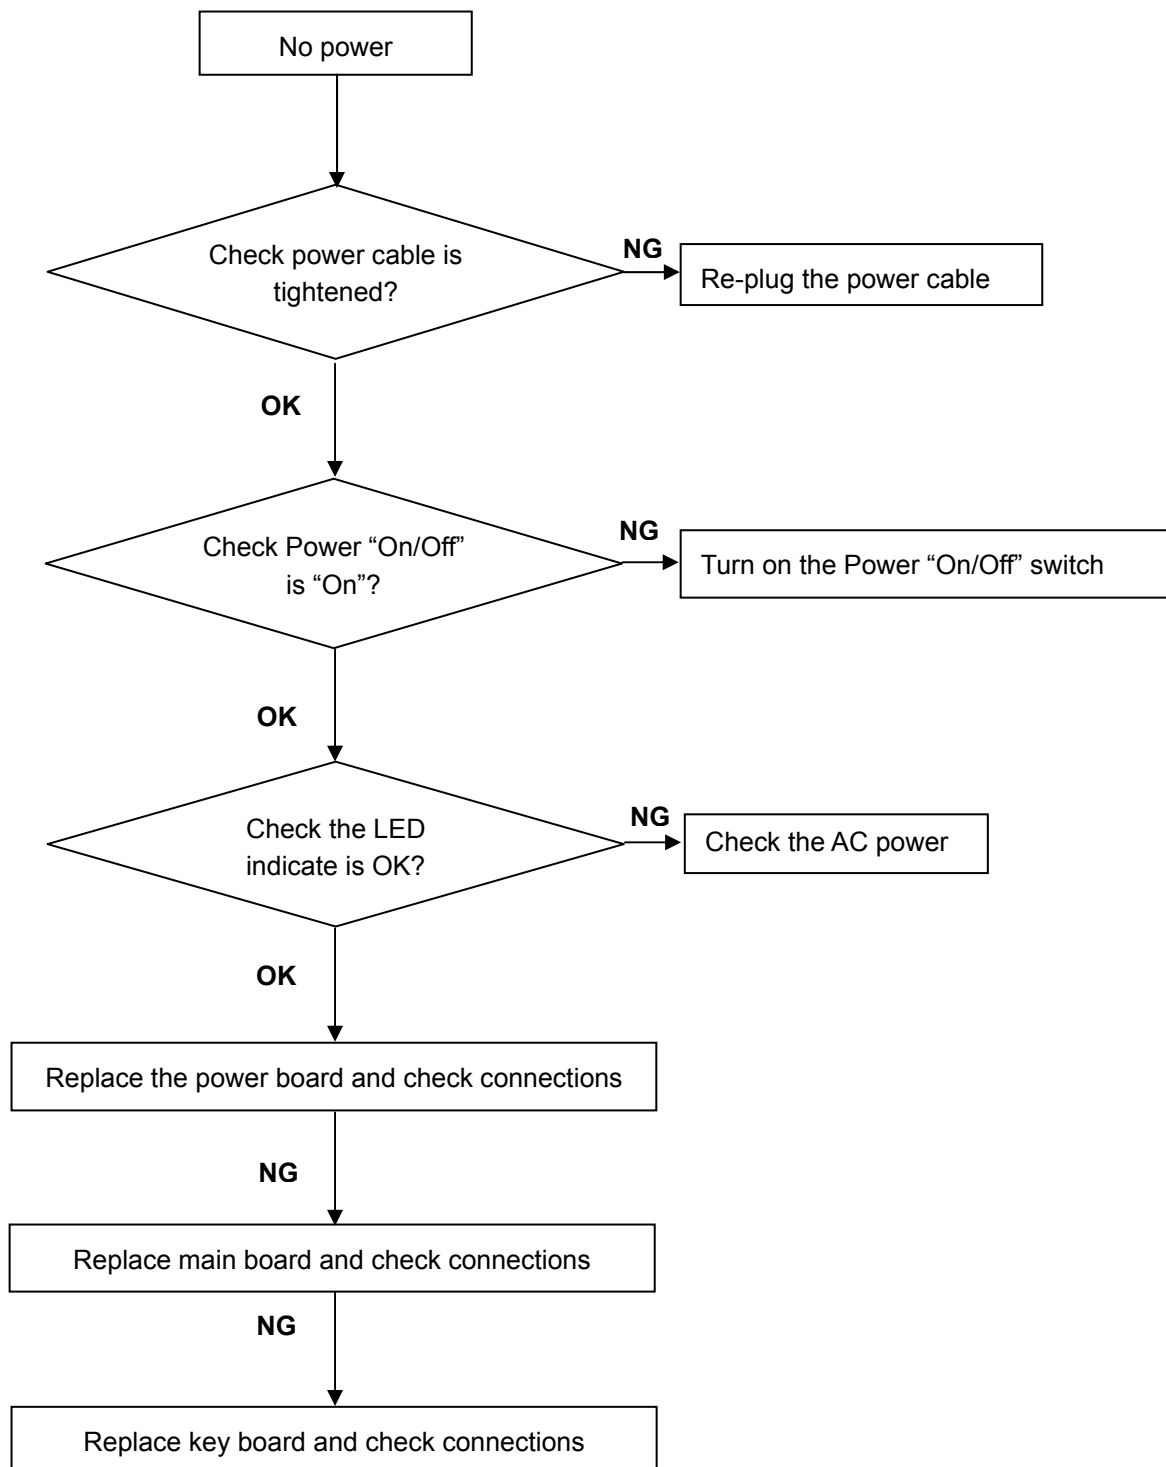 No power
Check power cable is
tightened?
NG
Re-plug the power cable
OK
Check Power “On/Off”
is “On”?
NG
Turn on the Power “On/Off” switch
OK
Check the LED
indicate is OK?
NG
Check the AC power
OK
Replace the power board and check connections
NG
Replace main board and check connections
NG
Replace key board and check connections